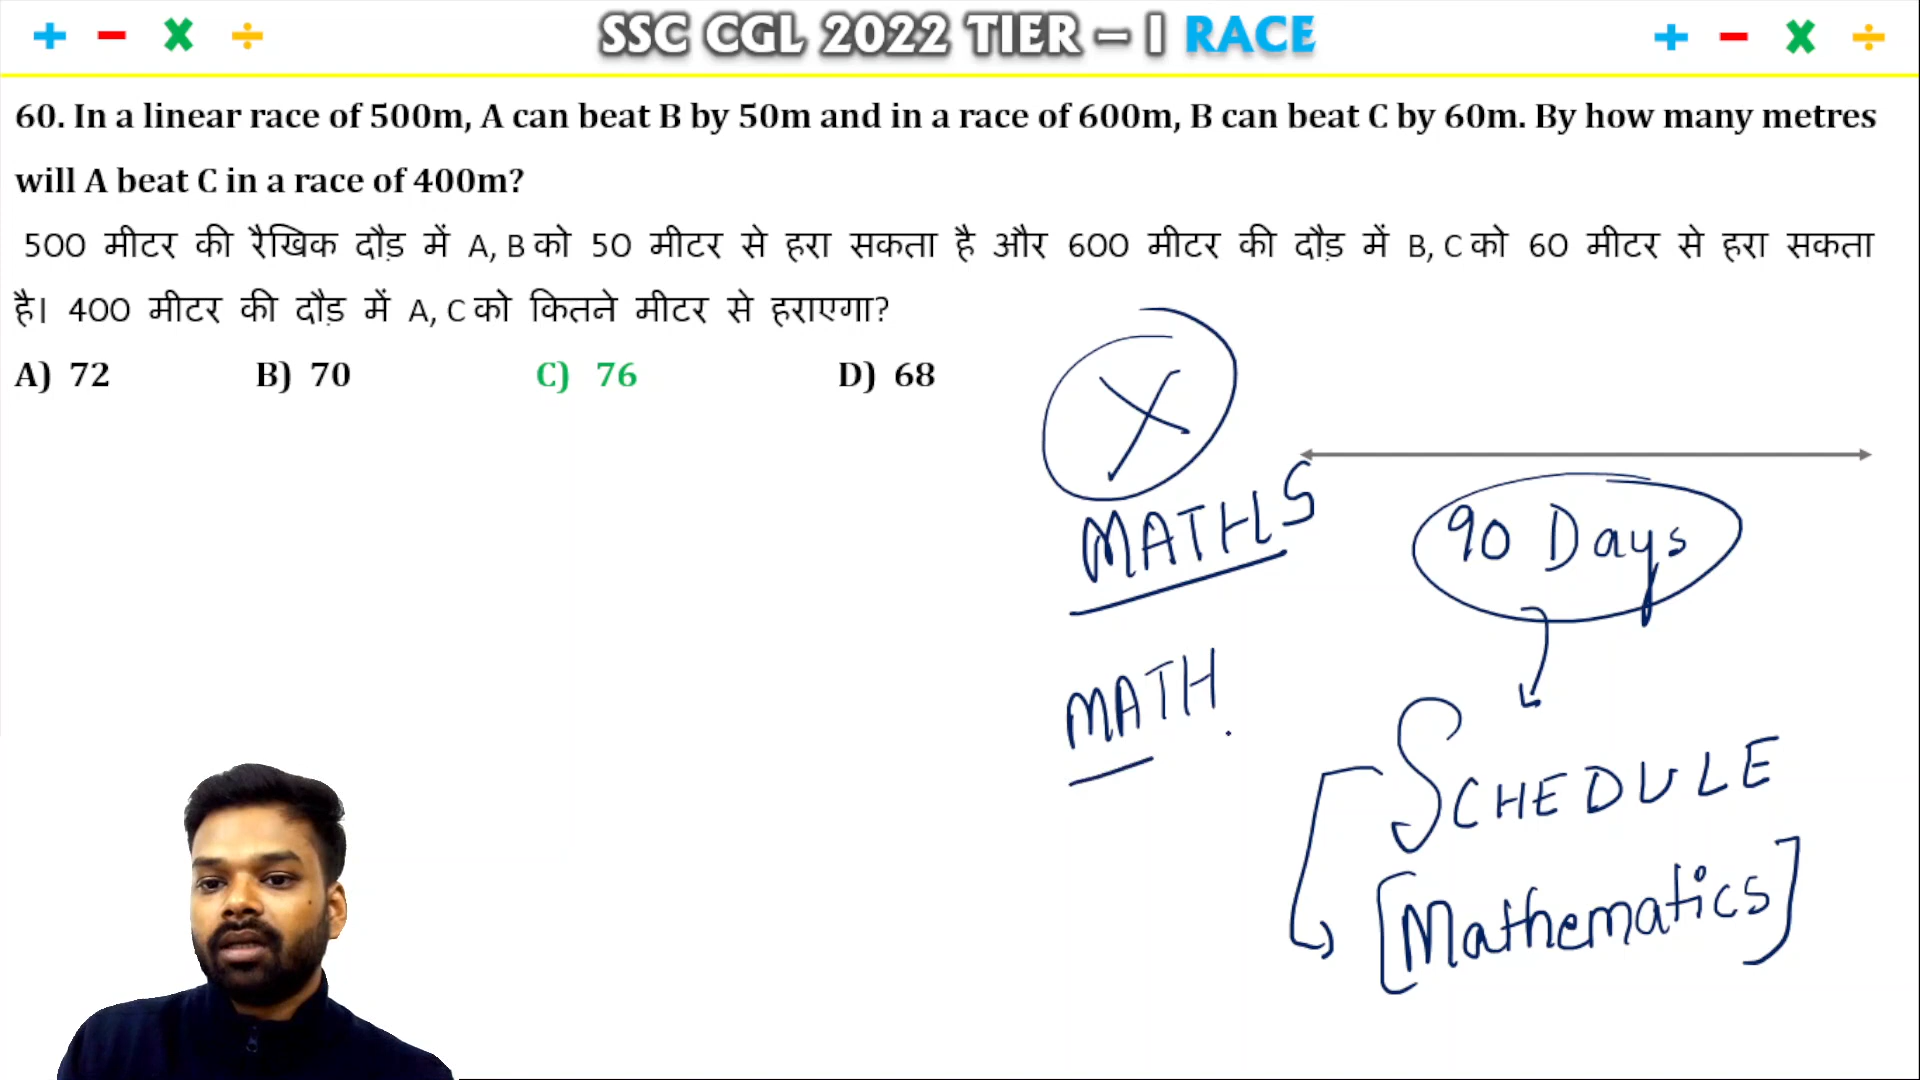 + - × ÷ SSC CGL 2022 TIER – I RACE + - × ÷
60. In a linear race of 500m, A can beat B by 50m and in a race of 600m, B can beat C by 60m. By how many metres
will A beat C in a race of 400m?
500 मीटर की रैखिक दौड़ में A, B को 50 मीटर से हरा सकता है और 600 मीटर की दौड़ में B, C को 60 मीटर से हरा सकता
है। 400 मीटर की दौड़ में A, C को कितने मीटर से हराएगा?
A) 72 B) 70 C) 76 D) 68
X
MATHS
90 Days
MATH
SCHEDULE
[Mathematics]